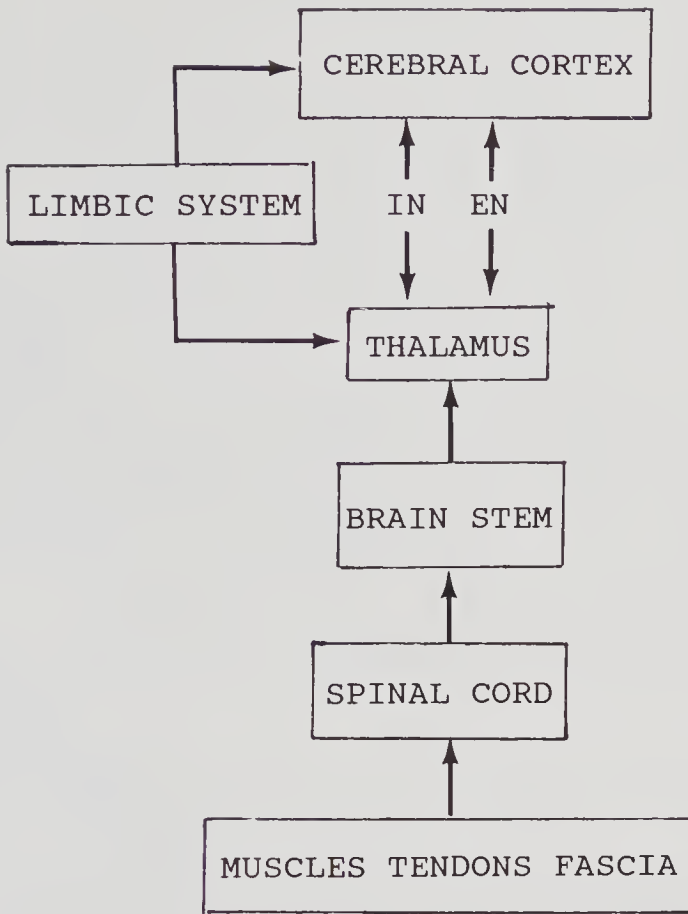 CEREBRAL CORTEX
LIMBIC SYSTEM
IN EN
THALAMUS
BRAIN STEM
SPINAL CORD
MUSCLES TENDONS FASCIA